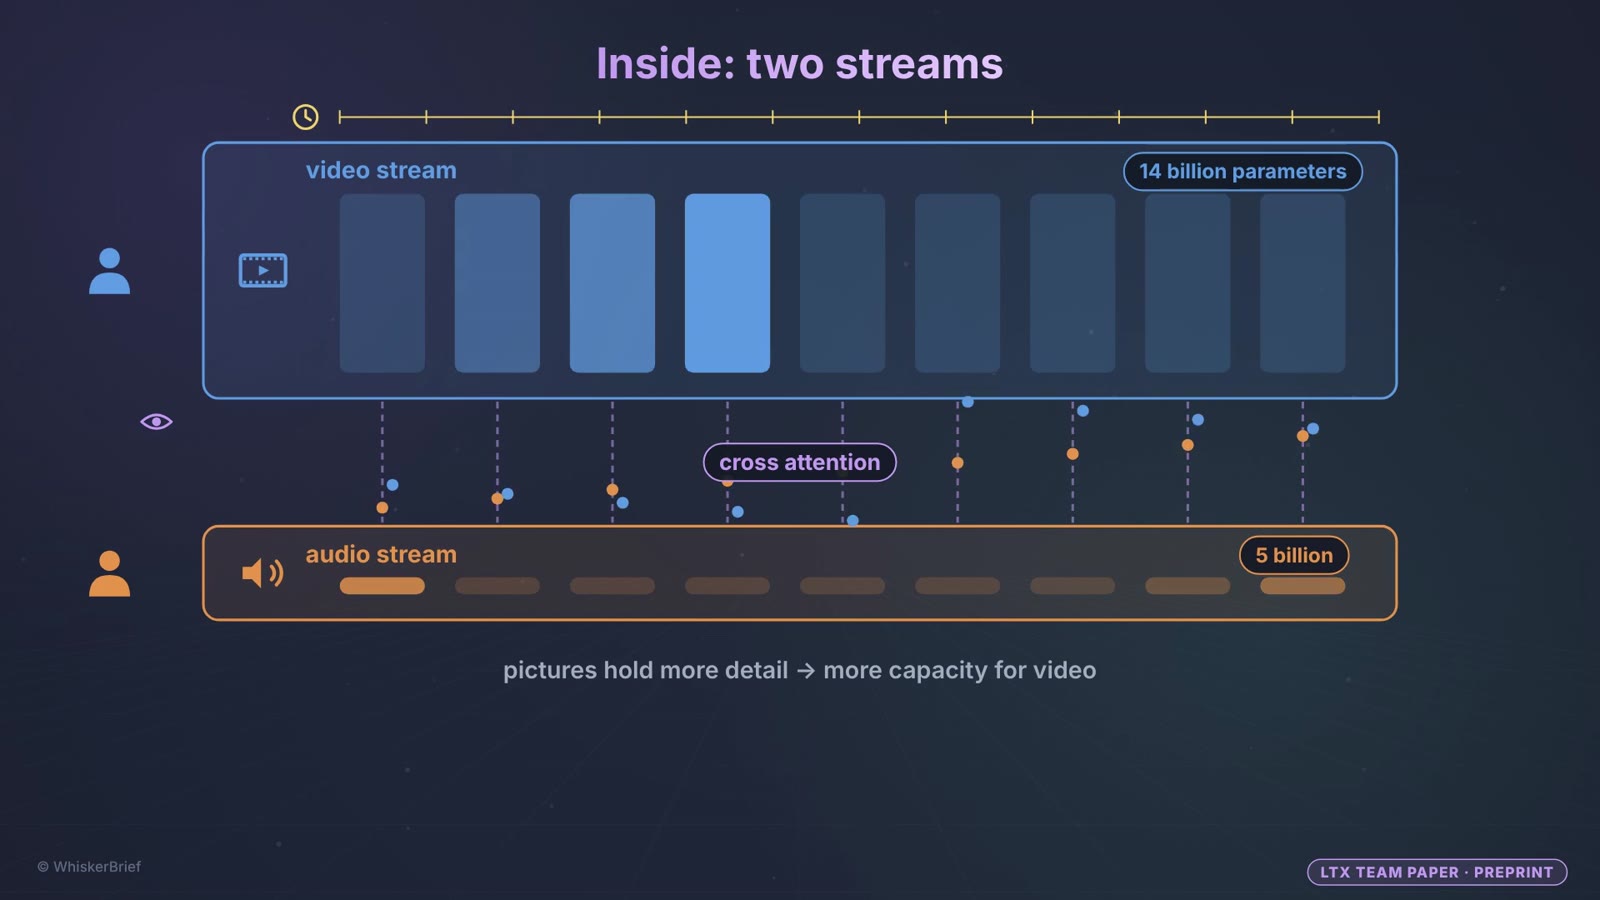 Inside: two streams
video stream
14 billion parameters
cross attention
audio stream
5 billion
pictures hold more detail → more capacity for video
© WhiskerBrief
LTX TEAM PAPER · PREPRINT